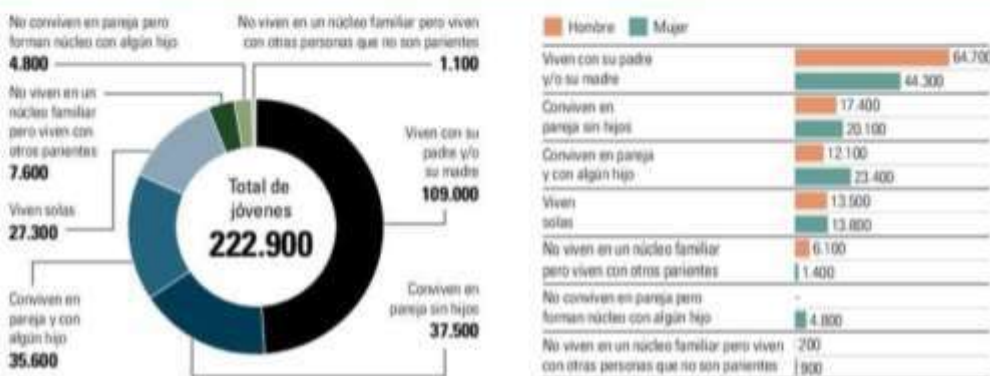 No conviven en pareja pero
forman núcleo con algún hijo
4.800
No viven en un núcleo familiar pero viven
con otras personas que no son parientes
1.100
No viven en un
núcleo familiar
pero viven con
otros parientes
7.600
Viven solas
27.300
Conviven en
pareja y con
algún hijo
35.600
Total de
jóvenes
222.900
Viven con su
padre y/o
su madre
109.000
Conviven en
pareja sin hijos
37.500
Hombre Mujer
Viven con su padre
y/o su madre
64.700
44.300
Conviven en
pareja sin hijos
17.400
20.100
Conviven en pareja
y con algún hijo
12.100
23.400
Viven
solas
13.500
13.800
No viven en un núcleo familiar
pero viven con otros parientes
6.100
1.400
No conviven en pareja pero
forman núcleo con algún hijo
-
4.800
No viven en un núcleo familiar pero viven
con otras personas que no son parientes
200
900